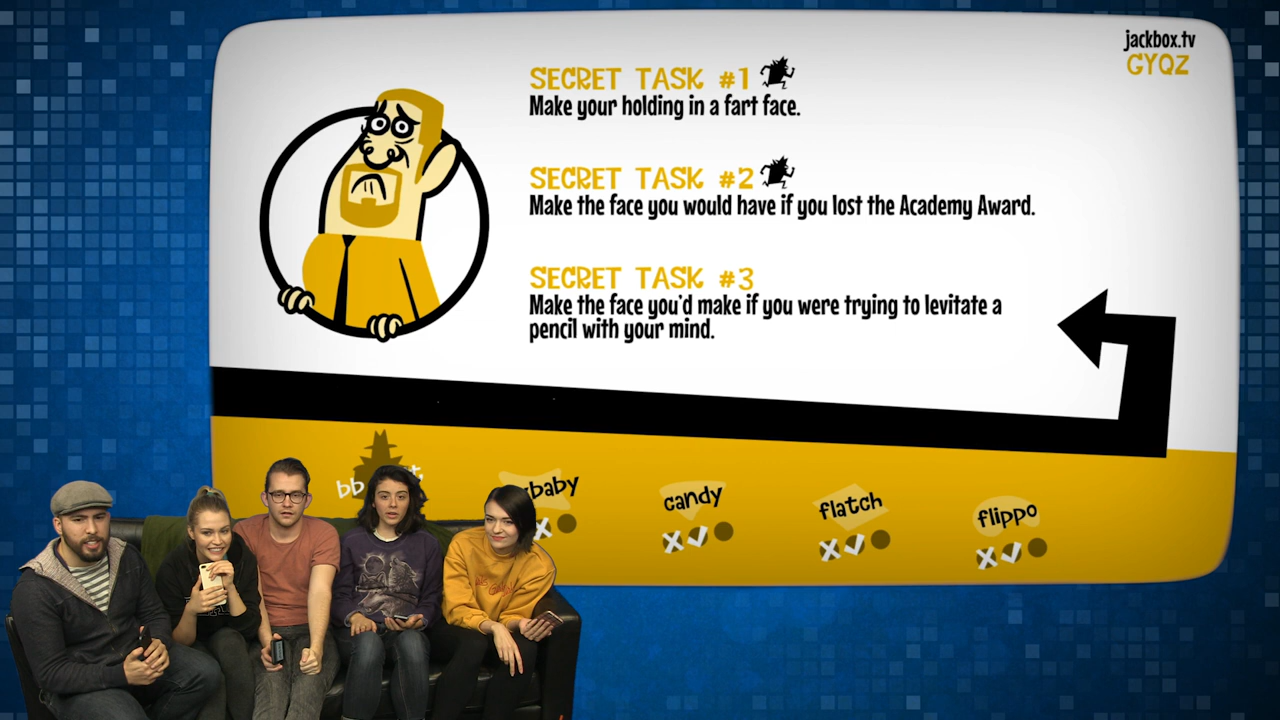 jackbox.tv
GYQZ
SECRET TASK #1
Make your holding in a fart face.
SECRET TASK #2
Make the face you would have if you lost the Academy Award.
SECRET TASK #3
Make the face you'd make if you were trying to levitate a
pencil with your mind.
candy
flatch
flippo